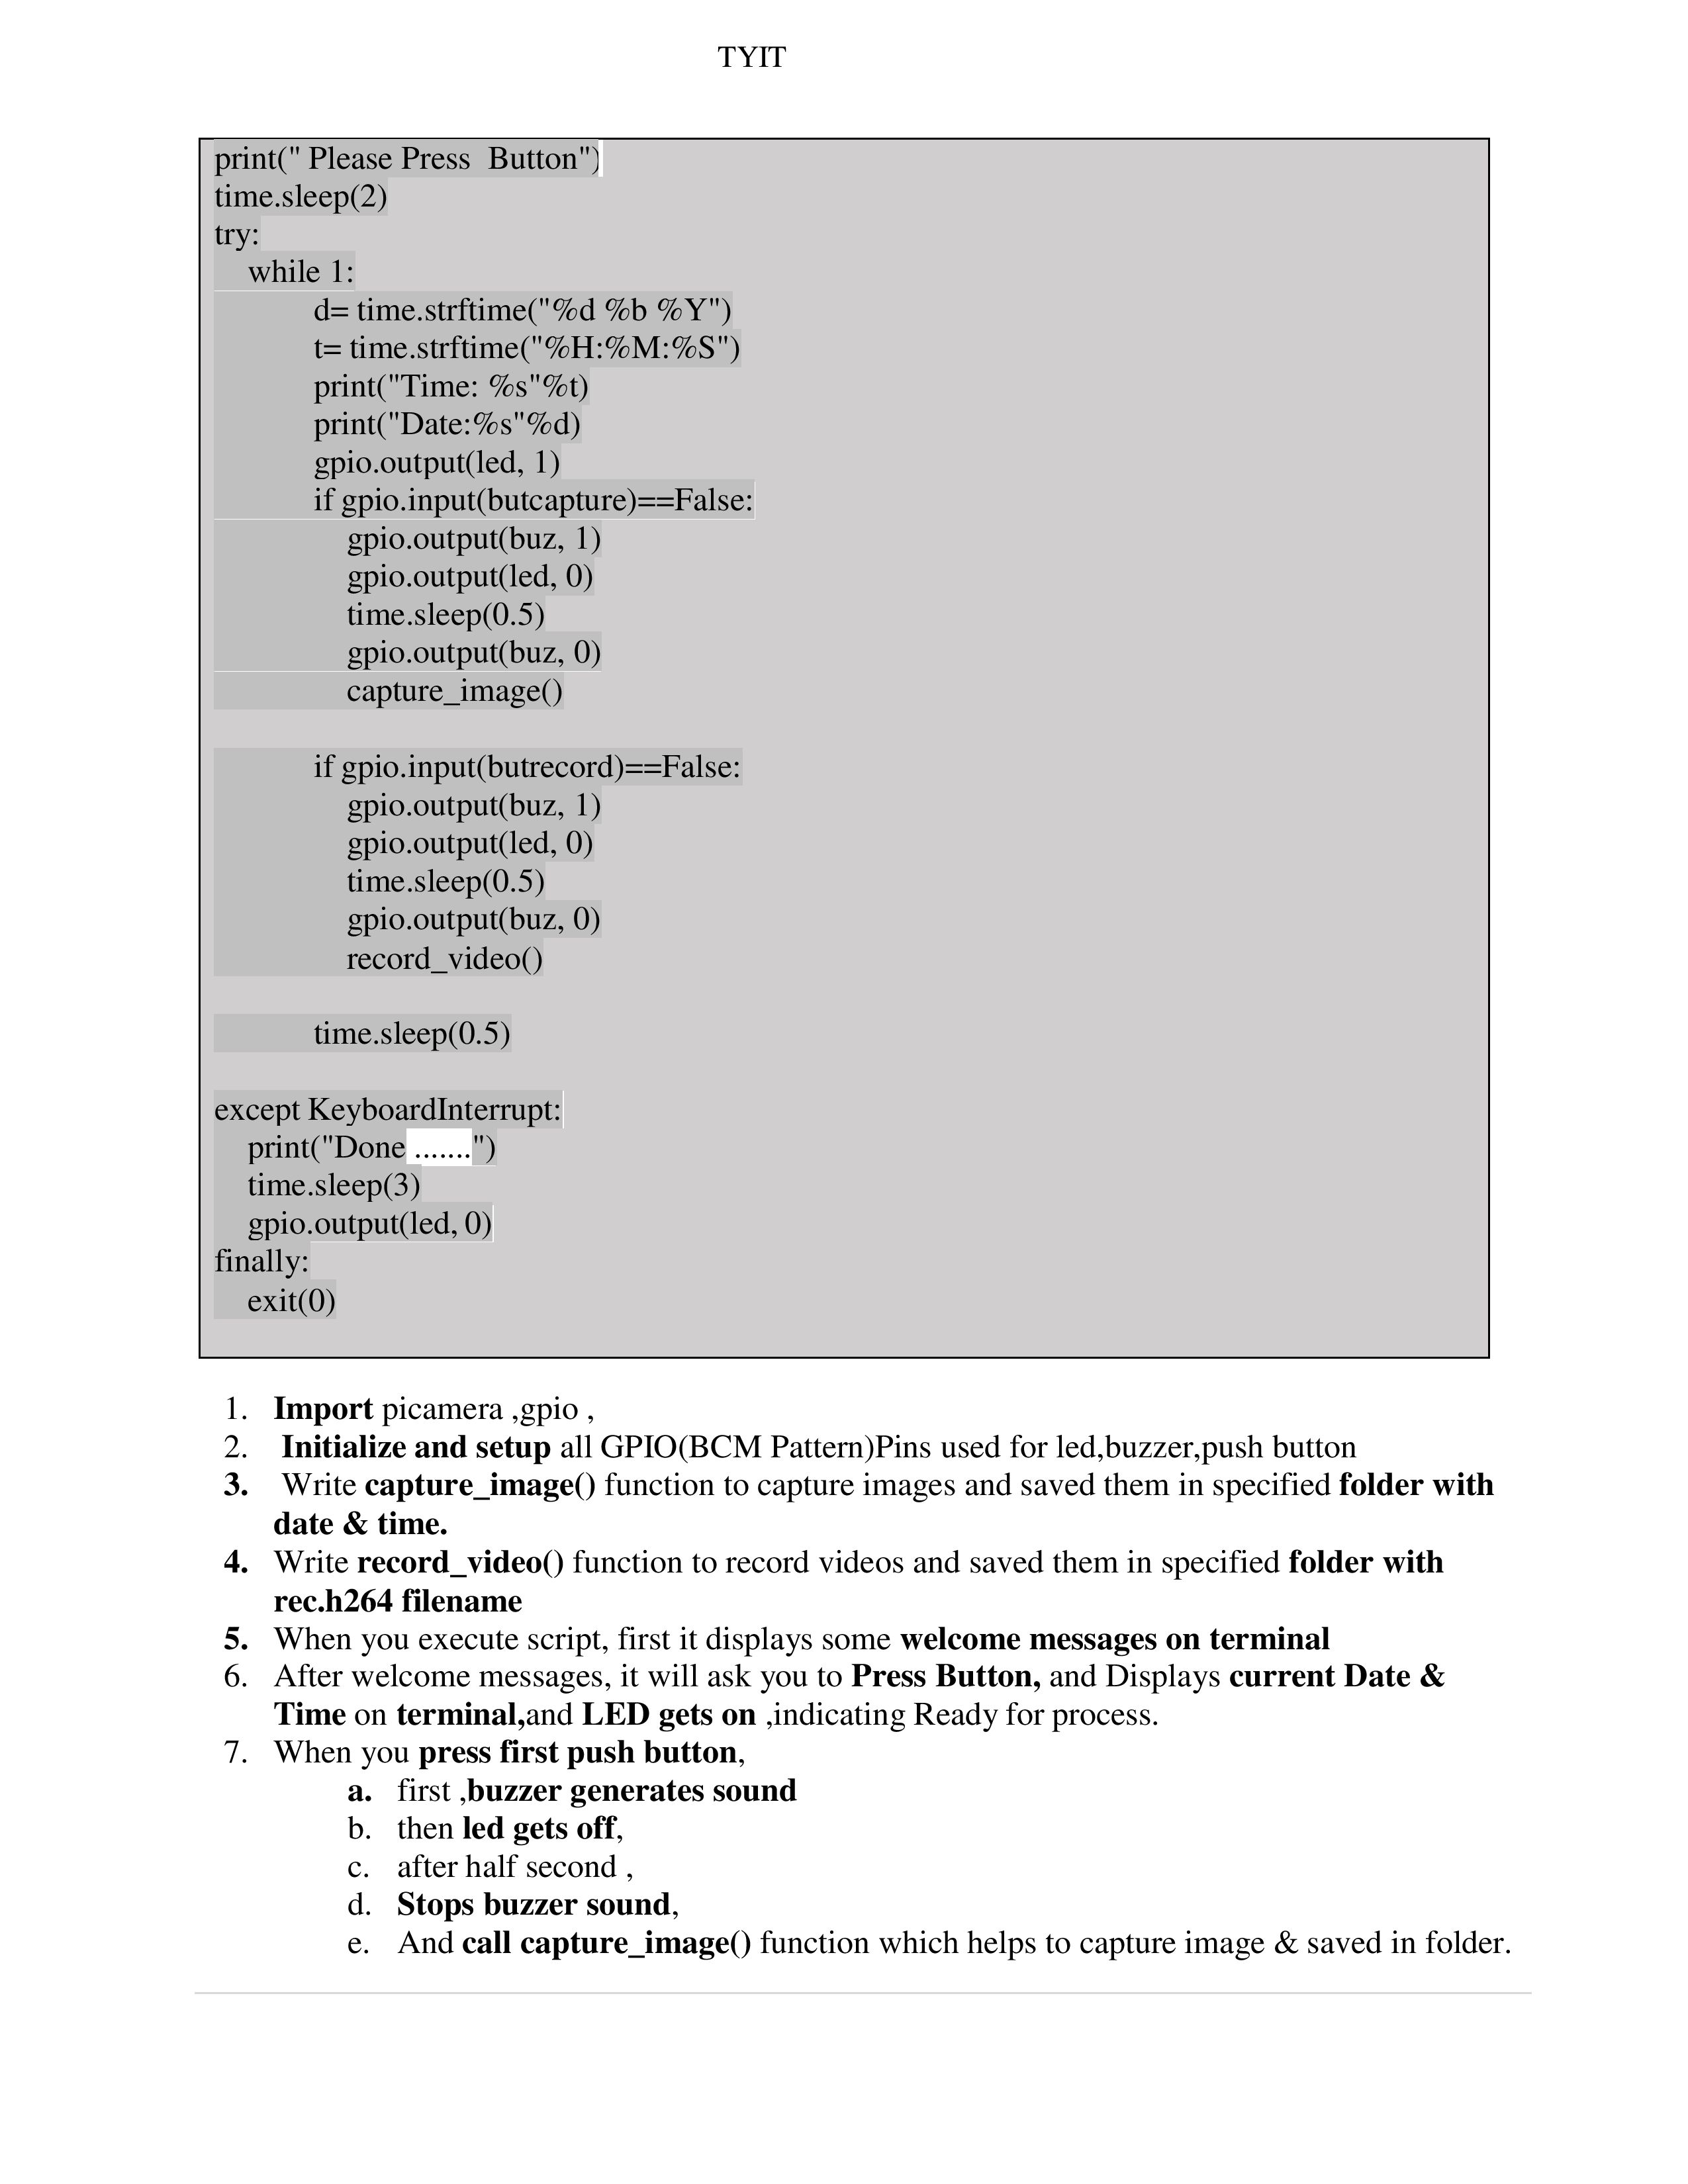 TYIT
print(" Please Press  Button")
time.sleep(2)
try:
    while 1:
        d= time.strftime("%d %b %Y")
        t= time.strftime("%H:%M:%S")
        print("Time: %s"%t)
        print("Date:%s"%d)
        gpio.output(led, 1)
        if gpio.input(butcapture)==False:
            gpio.output(buz, 1)
            gpio.output(led, 0)
            time.sleep(0.5)
            gpio.output(buz, 0)
            capture_image()
        if gpio.input(butrecord)==False:
            gpio.output(buz, 1)
            gpio.output(led, 0)
            time.sleep(0.5)
            gpio.output(buz, 0)
            record_video()
        time.sleep(0.5)
except KeyboardInterrupt:
    print("Done .......")
    time.sleep(3)
    gpio.output(led, 0)
finally:
    exit(0)
1. Import picamera ,gpio ,
2. Initialize and setup all GPIO(BCM Pattern)Pins used for led,buzzer,push button
3. Write capture_image() function to capture images and saved them in specified folder with
date & time.
4. Write record_video() function to record videos and saved them in specified folder with
rec.h264 filename
5. When you execute script, first it displays some welcome messages on terminal
6. After welcome messages, it will ask you to Press Button, and Displays current Date &
Time on terminal,and LED gets on ,indicating Ready for process.
7. When you press first push button,
a. first ,buzzer generates sound
b. then led gets off,
c. after half second ,
d. Stops buzzer sound,
e. And call capture_image() function which helps to capture image & saved in folder.